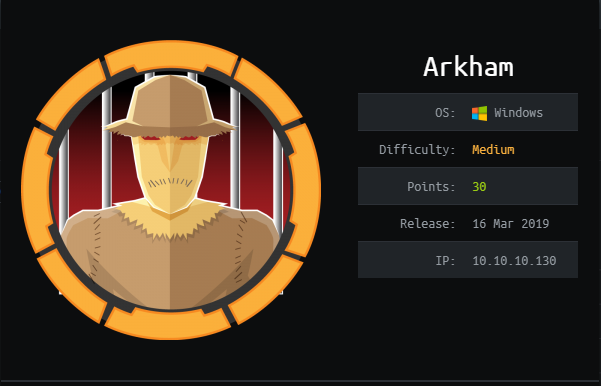 Arkham
OS: Windows
Difficulty: Medium
Points: 30
Release: 16 Mar 2019
IP: 10.10.10.130